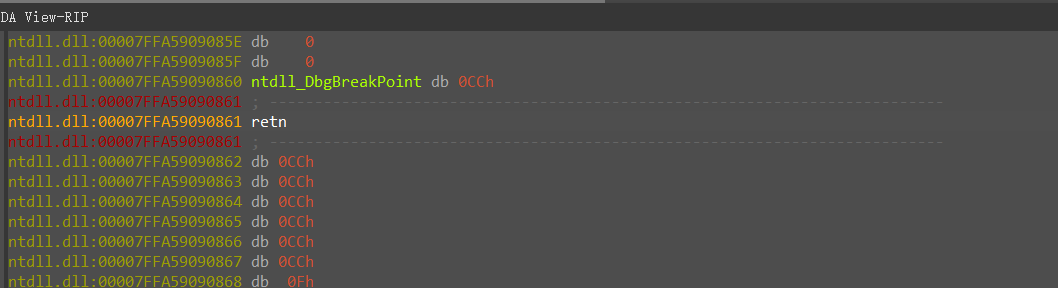 DA View-RIP
ntdll.dll:00007FFA5909085E db    0
ntdll.dll:00007FFA5909085F db    0
ntdll.dll:00007FFA59090860 ntdll_DbgBreakPoint db 0CCh
ntdll.dll:00007FFA59090861 ; ---------------------------------------------------------------------------
ntdll.dll:00007FFA59090861 retn
ntdll.dll:00007FFA59090861 ; ---------------------------------------------------------------------------
ntdll.dll:00007FFA59090862 db 0CCh
ntdll.dll:00007FFA59090863 db 0CCh
ntdll.dll:00007FFA59090864 db 0CCh
ntdll.dll:00007FFA59090865 db 0CCh
ntdll.dll:00007FFA59090866 db 0CCh
ntdll.dll:00007FFA59090867 db 0CCh
ntdll.dll:00007FFA59090868 db  0Fh